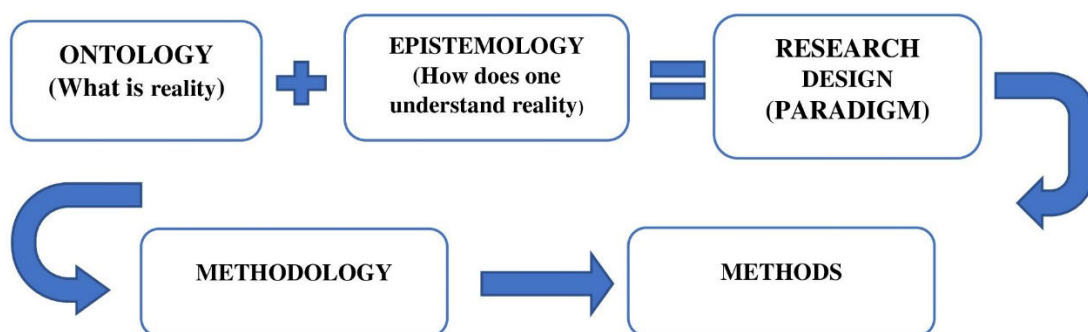 ONTOLOGY
(What is reality)
EPISTEMOLOGY
(How does one
understand reality)
RESEARCH
DESIGN
(PARADIGM)
METHODOLOGY
METHODS